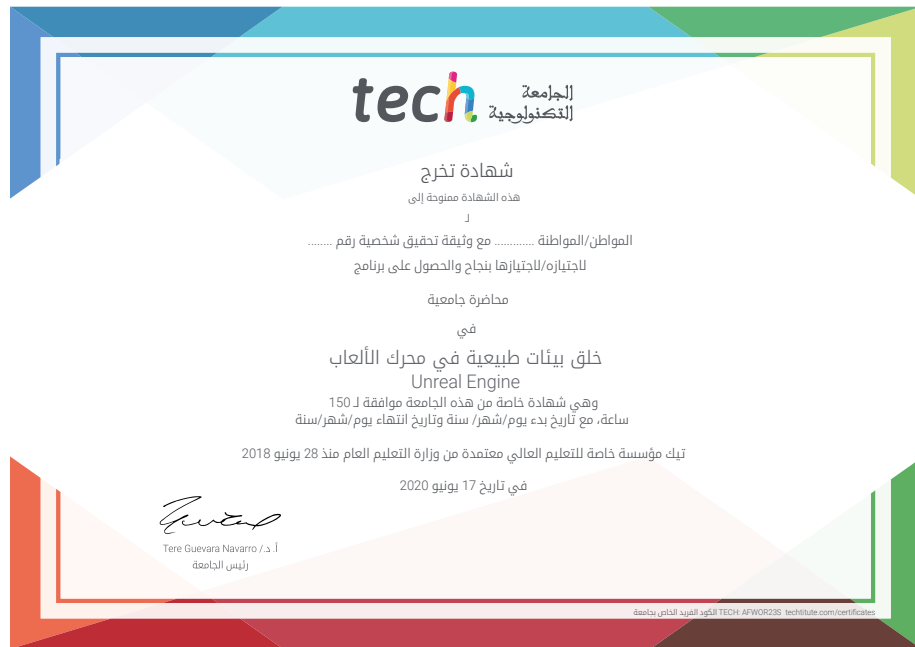 tech
الجامعة
التكنولوجية
شهادة تخرج
هذه الشهادة ممنوحة إلى
لـ
المواطن/المواطنة ............ مع وثيقة تحقيق شخصية رقم ........
لاجتيازه/لاجتيازها بنجاح والحصول على برنامج
محاضرة جامعية
في
خلق بيئات طبيعية في محرك الألعاب
Unreal Engine
وهي شهادة خاصة من هذه الجامعة موافقة لـ 150
ساعة، مع تاريخ بدء يوم/شهر/ سنة وتاريخ انتهاء يوم/شهر/سنة
تيك مؤسسة خاصة للتعليم العالي معتمدة من وزارة التعليم العام منذ 28 يونيو 2018
في تاريخ 17 يونيو 2020
أ. د./ Tere Guevara Navarro
رئيس الجامعة
الكود الفريد الخاص بجامعة TECH: AFWOR23S techtitute.com/certificates